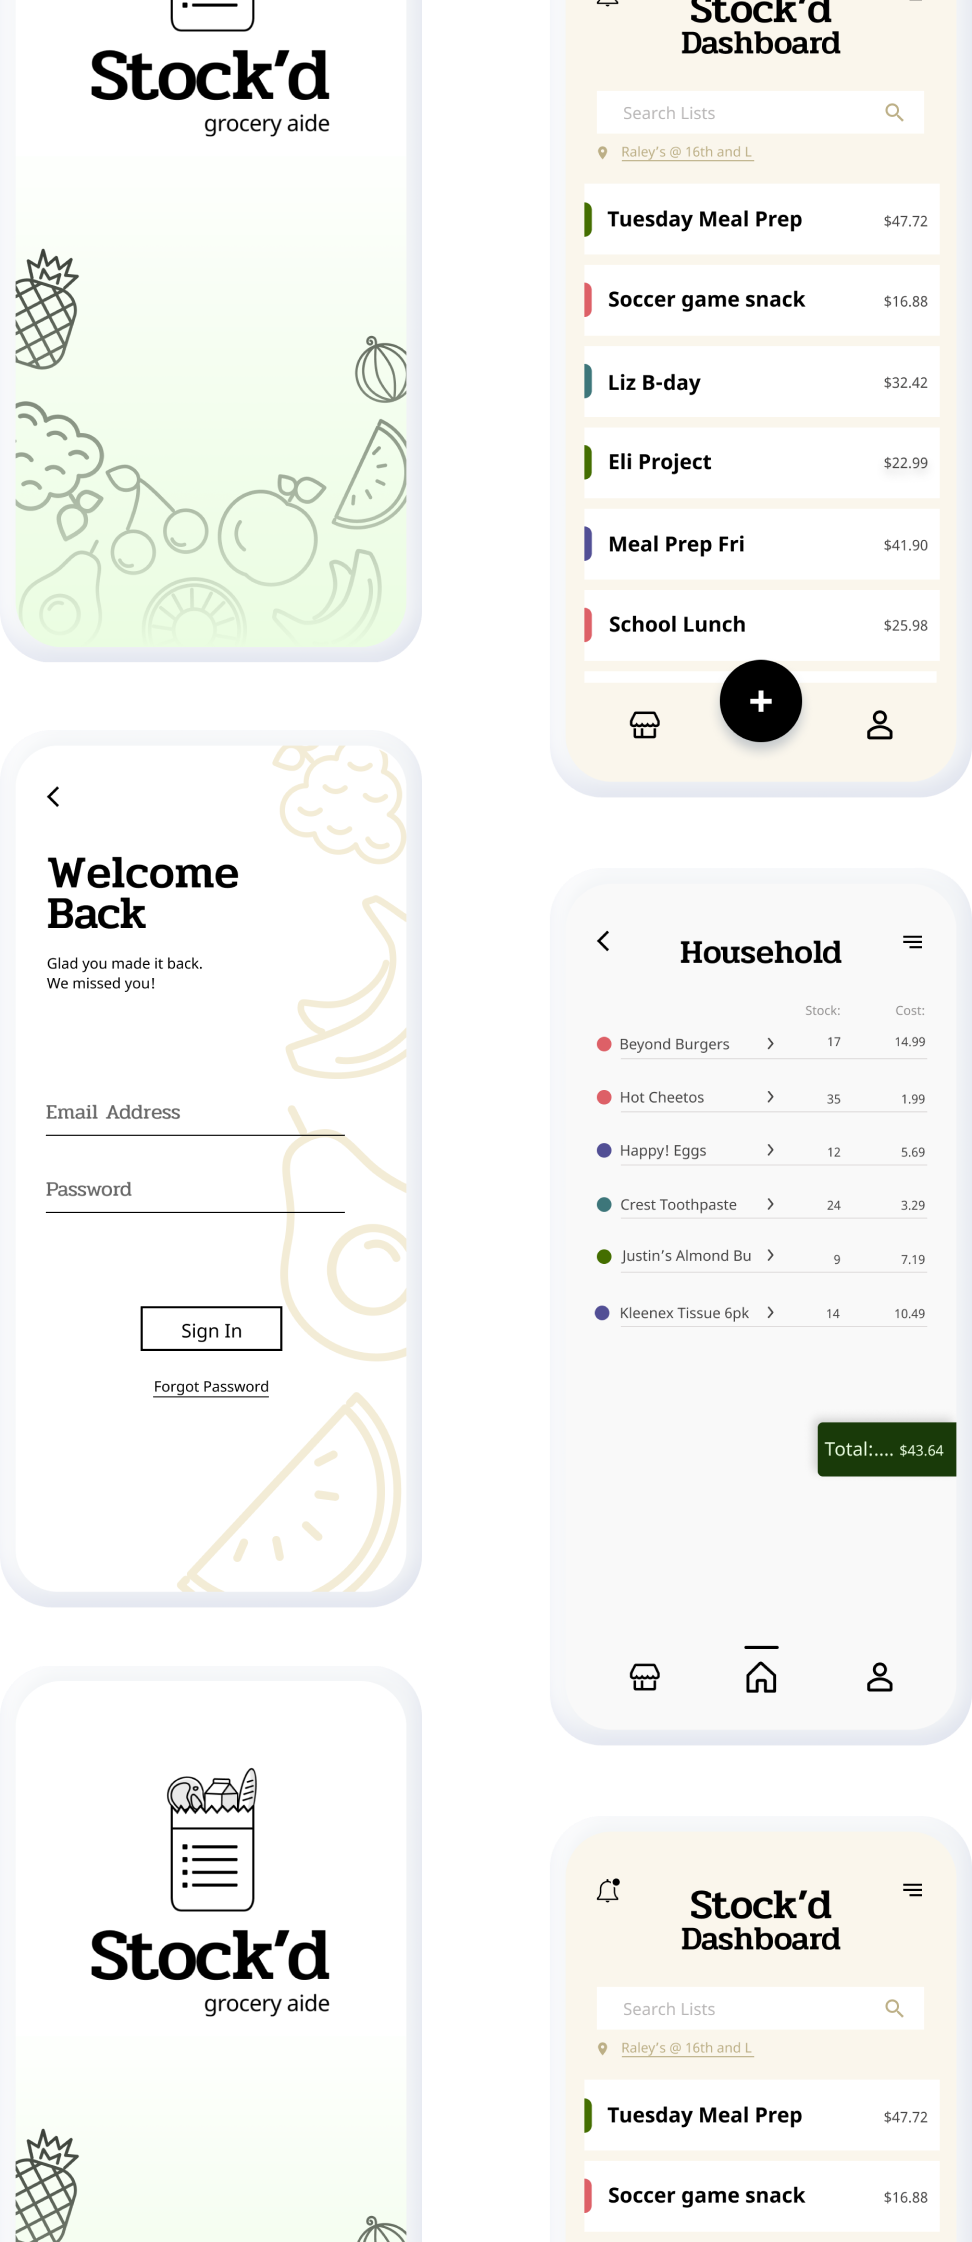 Stock’d
grocery aide
Welcome
Back
Glad you made it back.
We missed you!
Email Address
Password
Sign In
Forgot Password
Stock’d
grocery aide
Stock’d
Dashboard
Search Lists
Raley’s @ 16th and L
Tuesday Meal Prep $47.72
Soccer game snack $16.88
Liz B-day $32.42
Eli Project $22.99
Meal Prep Fri $41.90
School Lunch $25.98
+
Household
Stock: Cost:
Beyond Burgers 17 14.99
Hot Cheetos 35 1.99
Happy! Eggs 12 5.69
Crest Toothpaste 24 3.29
Justin’s Almond Bu 9 7.19
Kleenex Tissue 6pk 14 10.49
Total:.... $43.64
Stock’d
Dashboard
Search Lists
Raley’s @ 16th and L
Tuesday Meal Prep $47.72
Soccer game snack $16.88